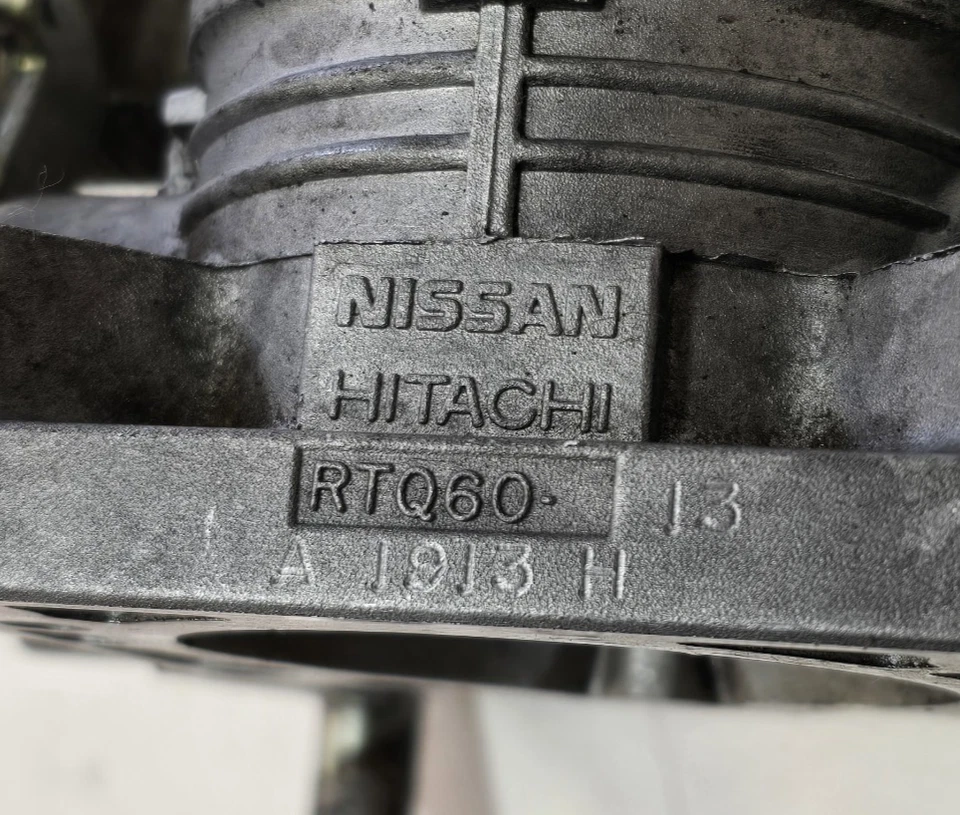 NISSAN
HITACHI
RTQ60- 13
A 1913 H